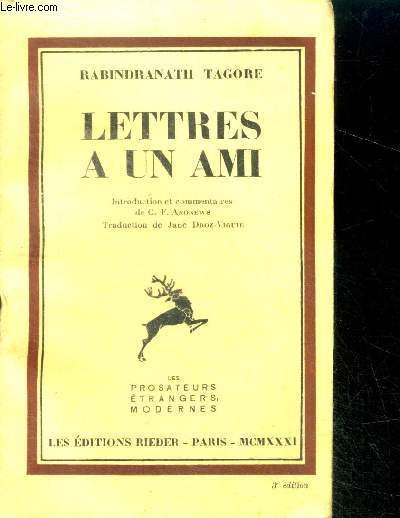 Le-livre.com
RABINDRANATH TAGORE
LETTRES
A UN AMI
Introduction et commentaires
de C. F. ANDREWS
Traduction de JANE DROZ-VIGUIÉ
LES
PROSATEURS
ÉTRANGERS
MODERNES
LES ÉDITIONS RIEDER - PARIS - MCMXXXI
3e édition